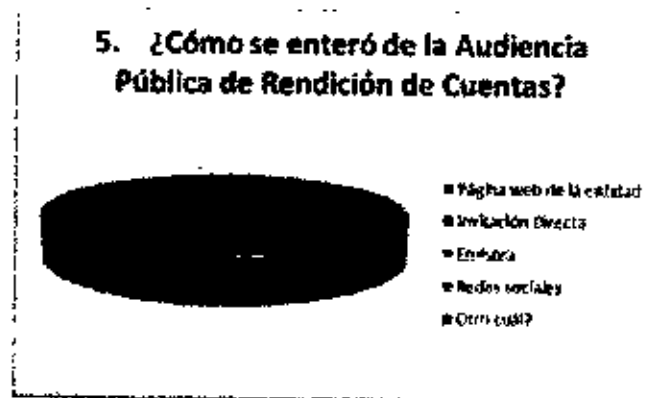 5. ¿Cómo se enteró de la Audiencia
Pública de Rendición de Cuentas?
Página web de la entidad
Invitación Directa
Emisora
Redes sociales
Otro cuál?